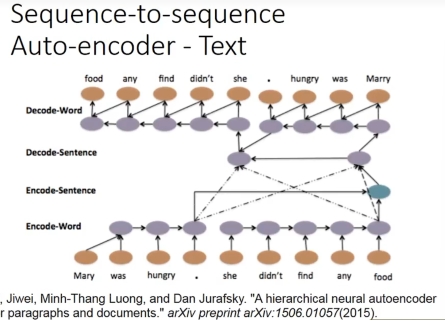 Sequence-to-sequence
Auto-encoder - Text
food any find didn't she . hungry was Marry
Decode-Word
Decode-Sentence
Encode-Sentence
Encode-Word
Mary was hungry . she didn't find any food
, Jiwei, Minh-Thang Luong, and Dan Jurafsky. "A hierarchical neural autoencoder
r paragraphs and documents." arXiv preprint arXiv:1506.01057(2015).